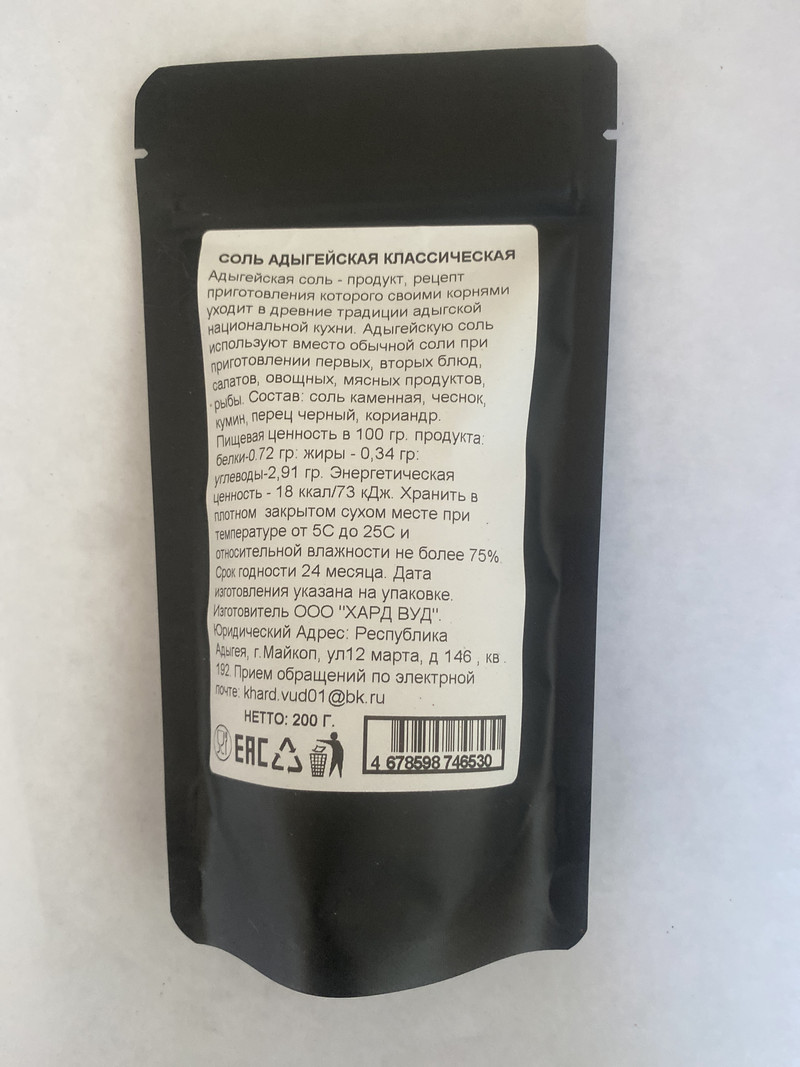 СОЛЬ АДЫГЕЙСКАЯ КЛАССИЧЕСКАЯ
Адыгейская соль - продукт, рецепт
приготовления которого своими корнями
уходит в древние традиции адыгской
национальной кухни. Адыгейскую соль
используют вместо обычной соли при
приготовлении первых, вторых блюд,
салатов, овощных, мясных продуктов,
рыбы. Состав: соль каменная, чеснок,
кумин, перец черный, кориандр.
Пищевая ценность в 100 гр. продукта:
белки-0.72 гр: жиры - 0,34 гр:
углеводы-2,91 гр. Энергетическая
ценность - 18 ккал/73 кДж. Хранить в
плотном закрытом сухом месте при
температуре от 5С до 25С и
относительной влажности не более 75%.
Срок годности 24 месяца. Дата
изготовления указана на упаковке.
Изготовитель ООО "ХАРД ВУД".
Юридический Адрес: Республика
Адыгея, г.Майкоп, ул12 марта, д 146 , кв .
192. Прием обращений по электрной
почте: khard.vud01@bk.ru
НЕТТО: 200 Г.
EAC
4 678598 746530